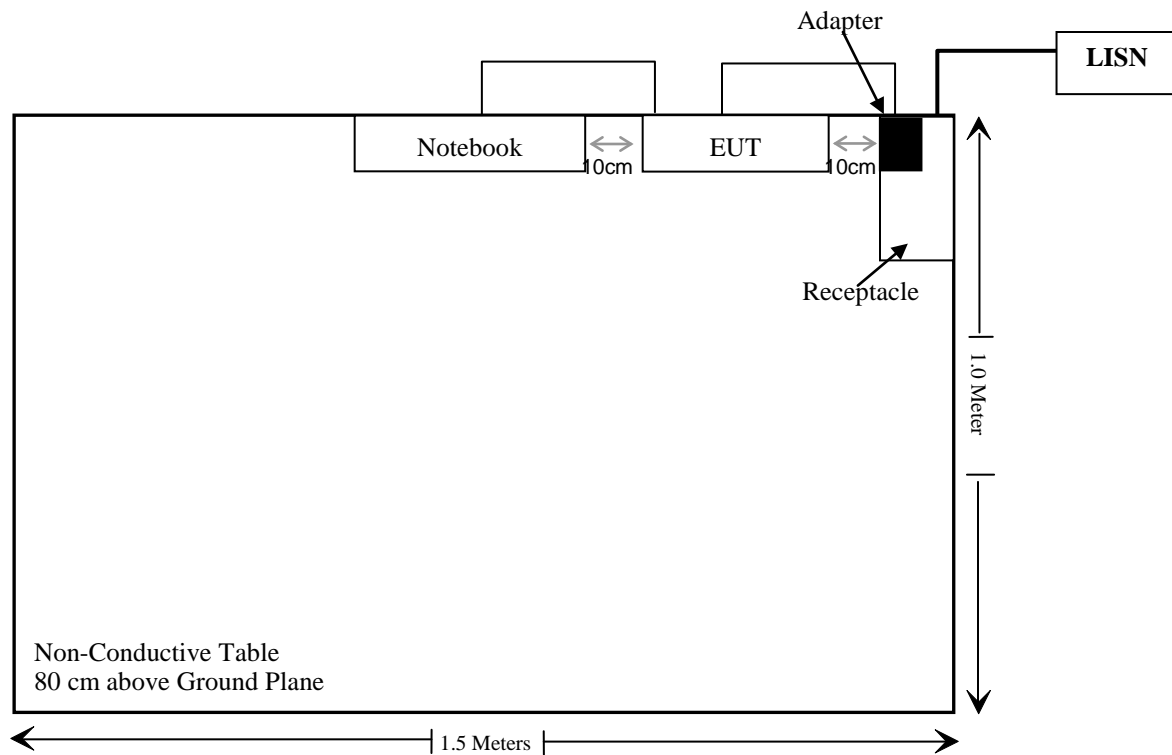 Adapter
LISN
Notebook
10cm
EUT
10cm
Receptacle
1.0 Meter
Non-Conductive Table
80 cm above Ground Plane
1.5 Meters